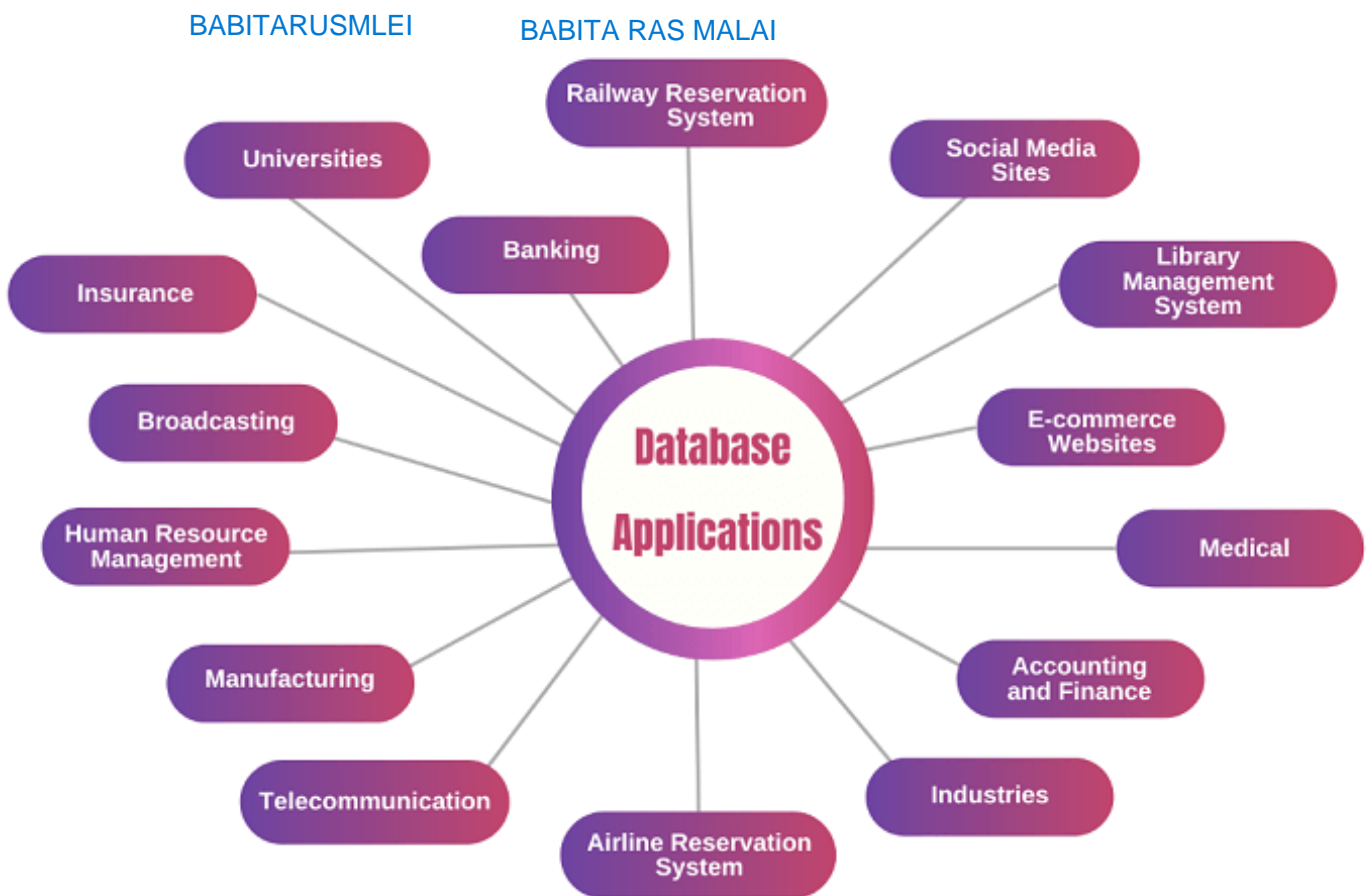 BABITARUSMLEI
BABITA RAS MALAI
Railway Reservation
System
Universities
Social Media
Sites
Banking
Library
Management
System
Insurance
Broadcasting
E-commerce
Websites
Database
Applications
Human Resource
Management
Medical
Manufacturing
Accounting
and Finance
Telecommunication
Industries
Airline Reservation
System